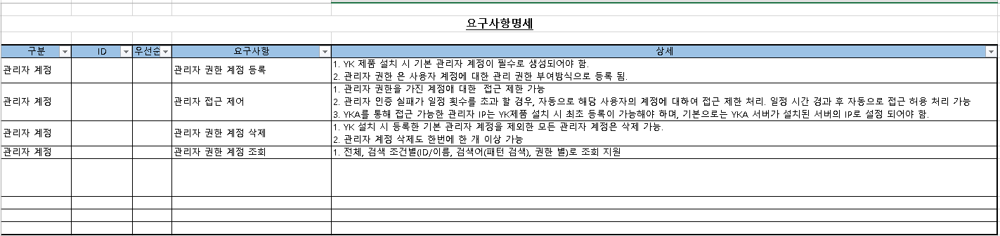 요구사항명세
구분 ID 우선순 요구사항 상세
관리자 계정 관리자 권한 계정 등록 1. YK 제품 설치 시 기본 관리자 계정이 필수로 생성되어야 함.
2. 관리자 권한 은 사용자 계정에 대한 관리 권한 부여방식으로 등록 됨.
관리자 계정 관리자 접근 제어 1. 관리자 권한을 가진 계정에 대한 접근 제한 가능
2. 관리자 인증 실패가 일정 횟수를 초과 할 경우, 자동으로 해당 사용자의 계정에 대하여 접근 제한 처리. 일정 시간 경과 후 자동으로 접근 허용 처리 가능
3. YKA를 통해 접근 가능한 관리자 IP는 YK제품 설치 시 최초 등록이 가능해야 하며, 기본으로는 YKA 서버가 설치된 서버의 IP로 설정 되어야 함.
관리자 계정 관리자 권한 계정 삭제 1. YK 설치 시 등록한 기본 관리자 계정을 제외한 모든 관리자 계정은 삭제 가능.
2. 관리자 계정 삭제도 한번에 한 개 이상 가능
관리자 계정 관리자 권한 계정 조회 1. 전체, 검색 조건별(ID/이름, 검색어(패턴 검색), 권한 별)로 조회 지원